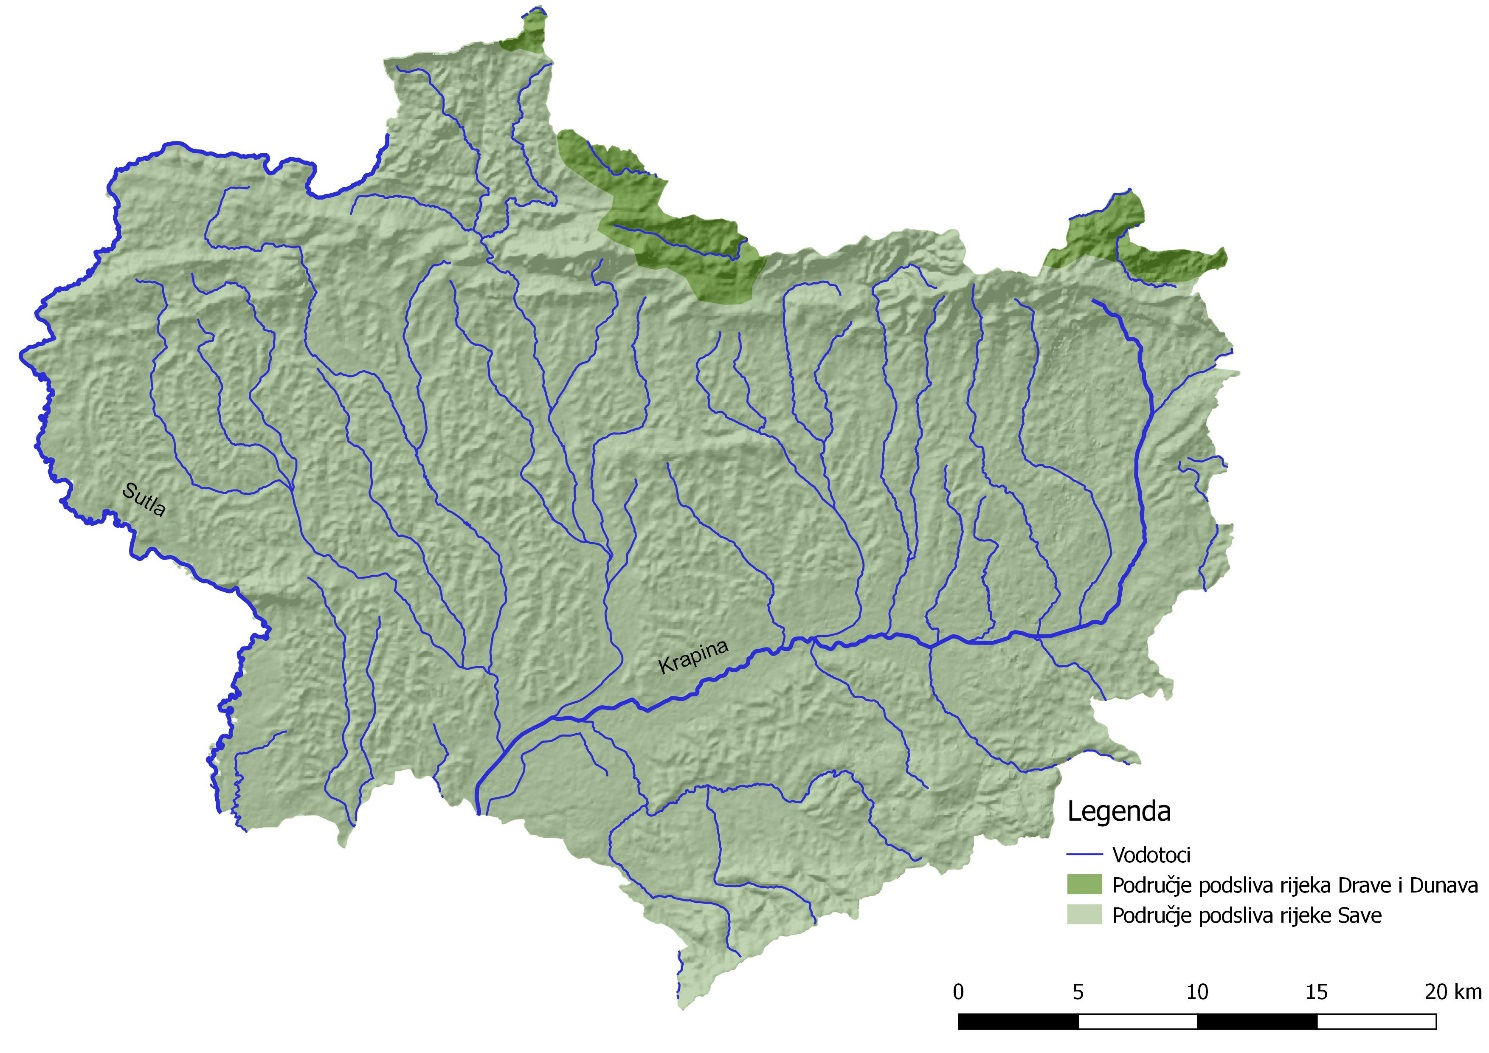 Sutla
Krapina
Legenda
Vodotoci
Područje podsliva rijeka Drave i Dunava
Područje podsliva rijeke Save
0 5 10 15 20 km